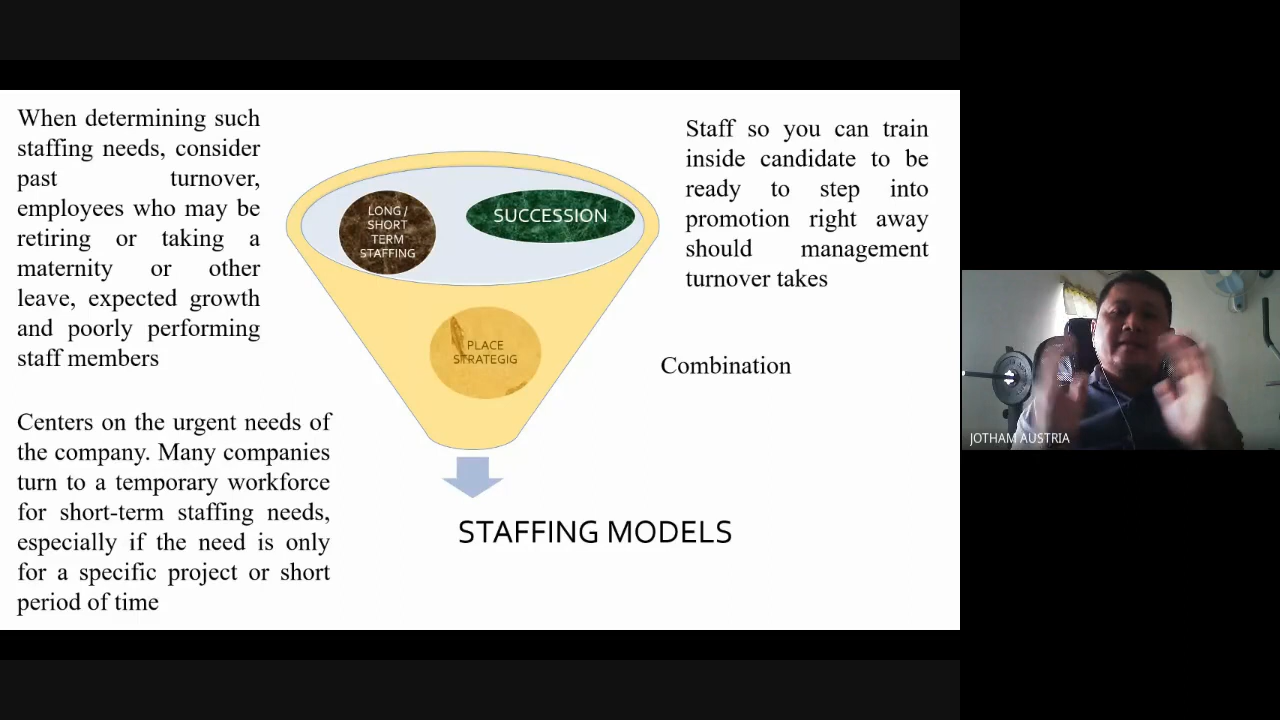 When determining such
staffing needs, consider
past turnover,
employees who may be
retiring or taking a
maternity or other
leave, expected growth
and poorly performing
staff members
Centers on the urgent needs of
the company. Many companies
turn to a temporary workforce
for short-term staffing needs,
especially if the need is only
for a specific project or short
period of time
LONG /
SHORT
TERM
STAFFING
SUCCESSION
PLACE
STRATEGIG
STAFFING MODELS
Staff so you can train
inside candidate to be
ready to step into
promotion right away
should management
turnover takes
Combination
JOTHAM AUSTRIA